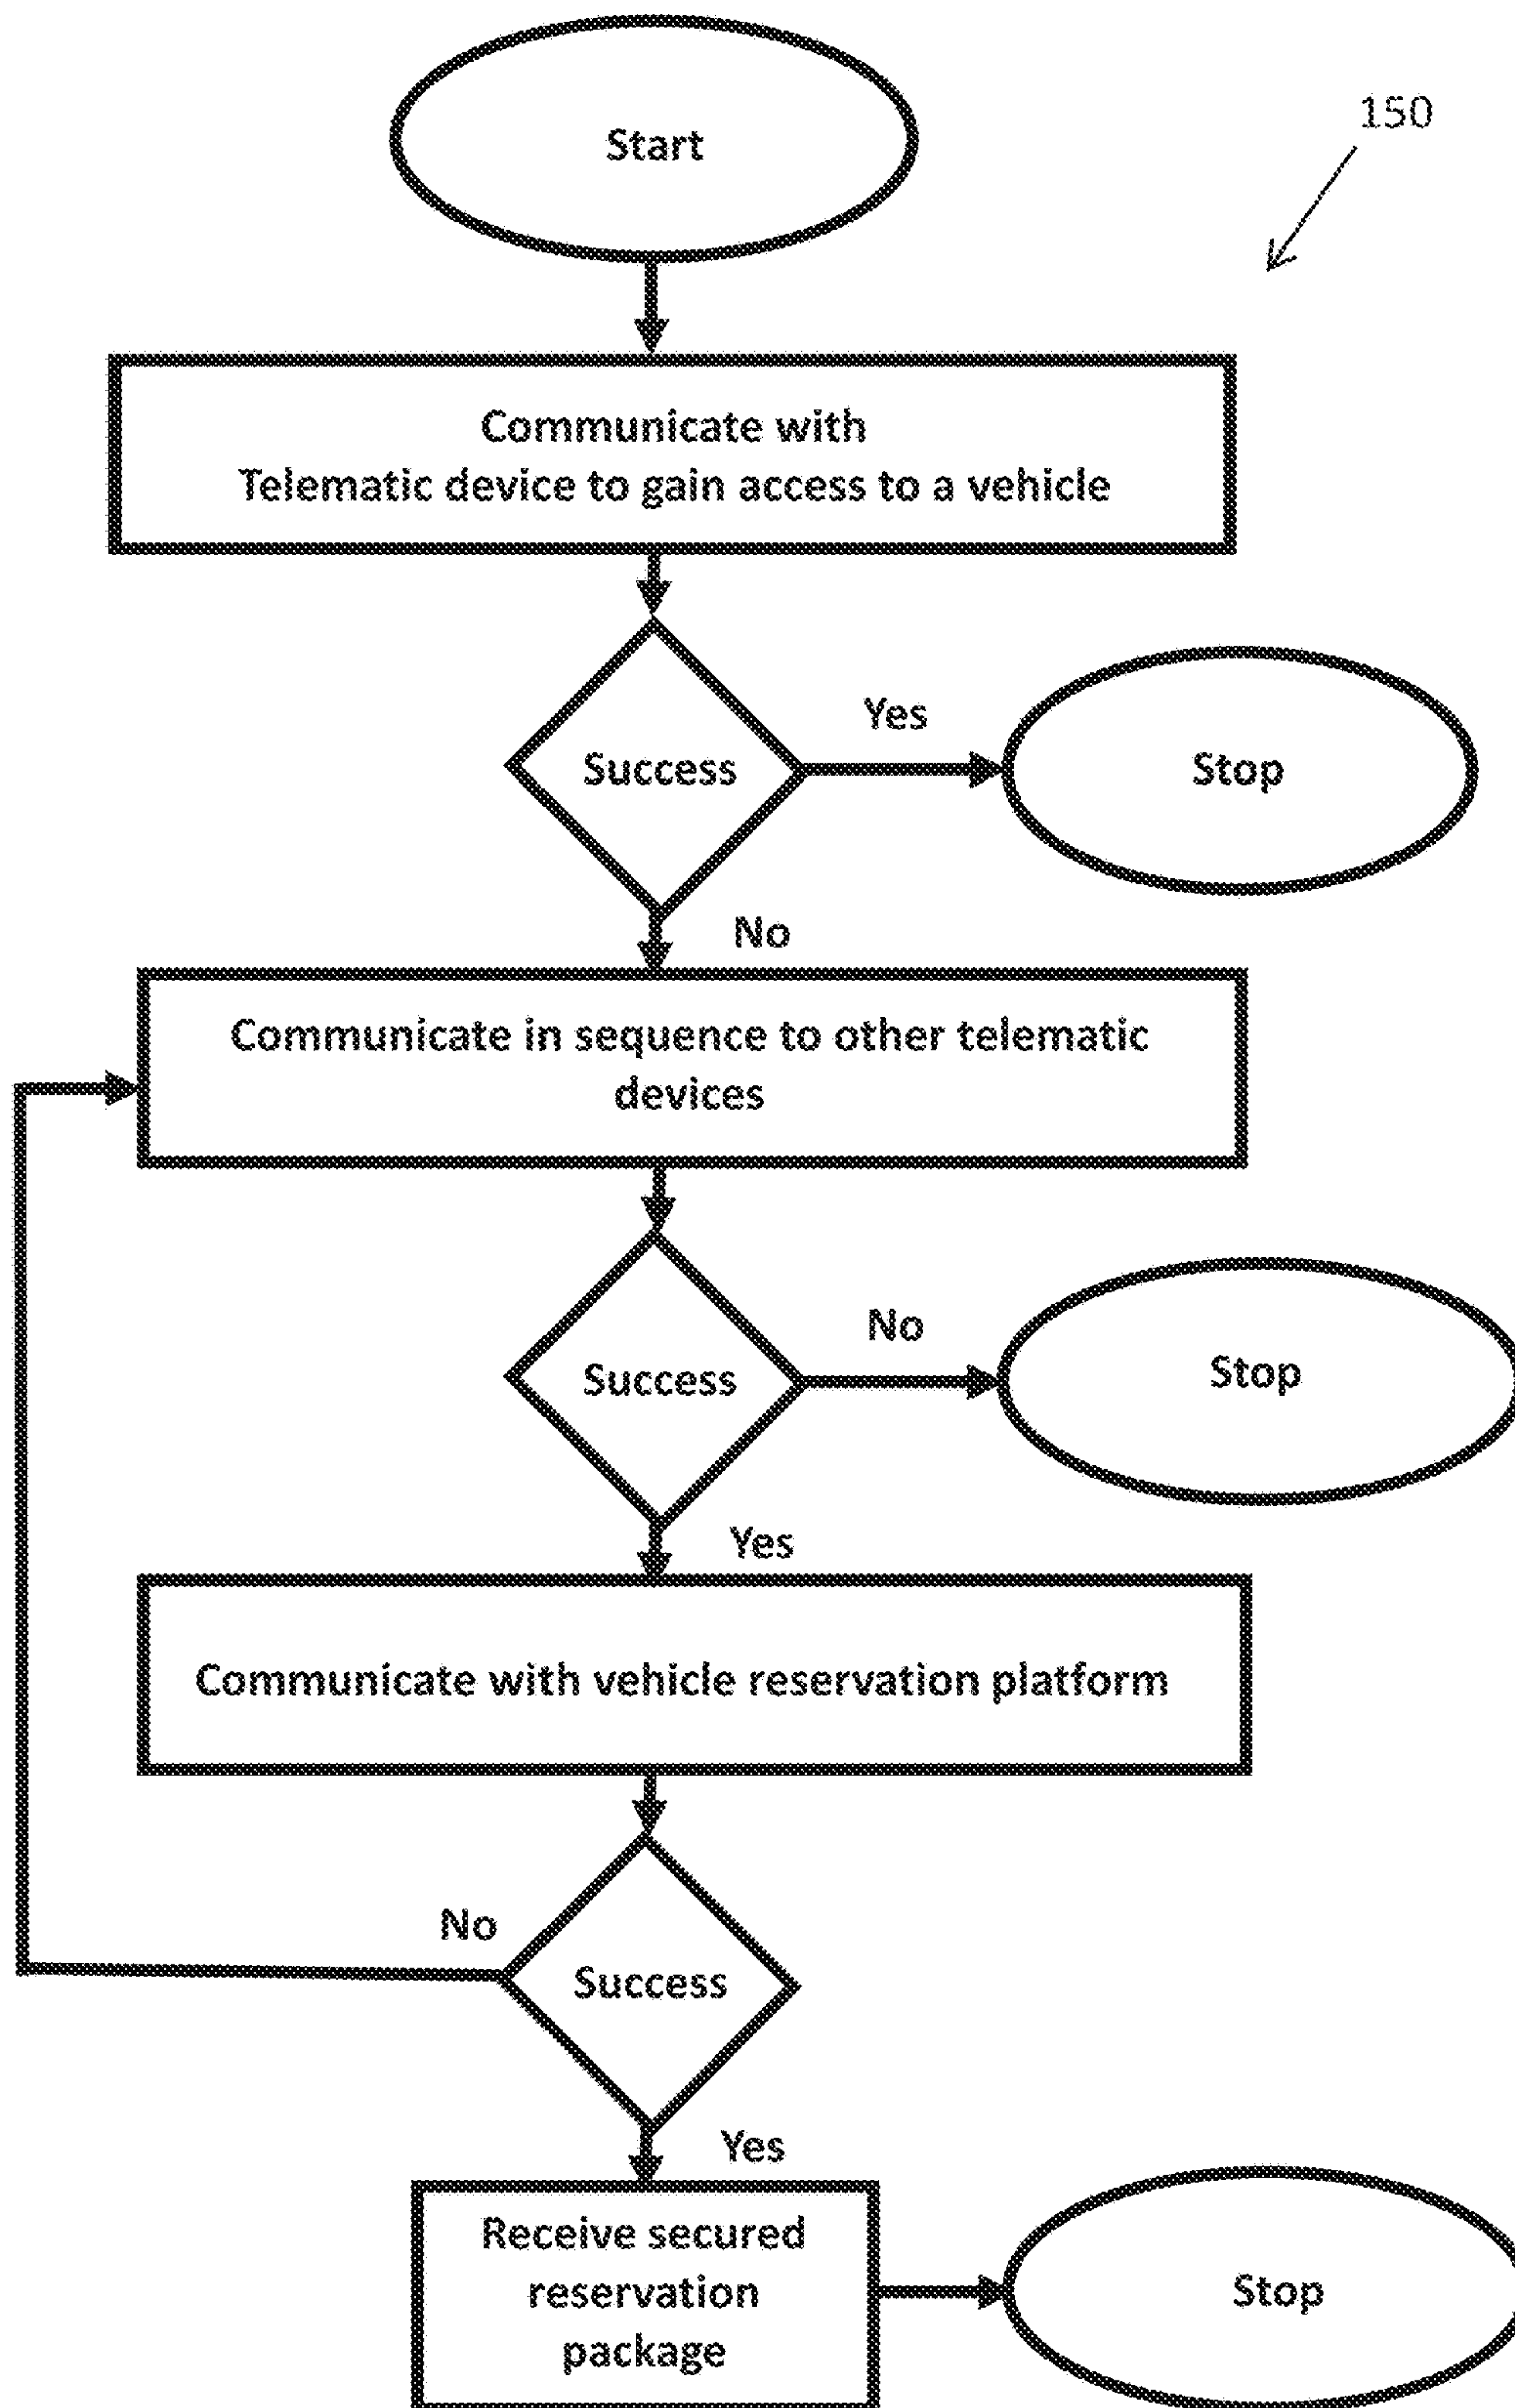 Start
150
Communicate with
Telematic device to gain access to a vehicle
Success
Yes
Stop
No
Communicate in sequence to other telematic
devices
Success
No
Stop
Yes
Communicate with vehicle reservation platform
No
Success
Yes
Receive secured
reservation
package
Stop